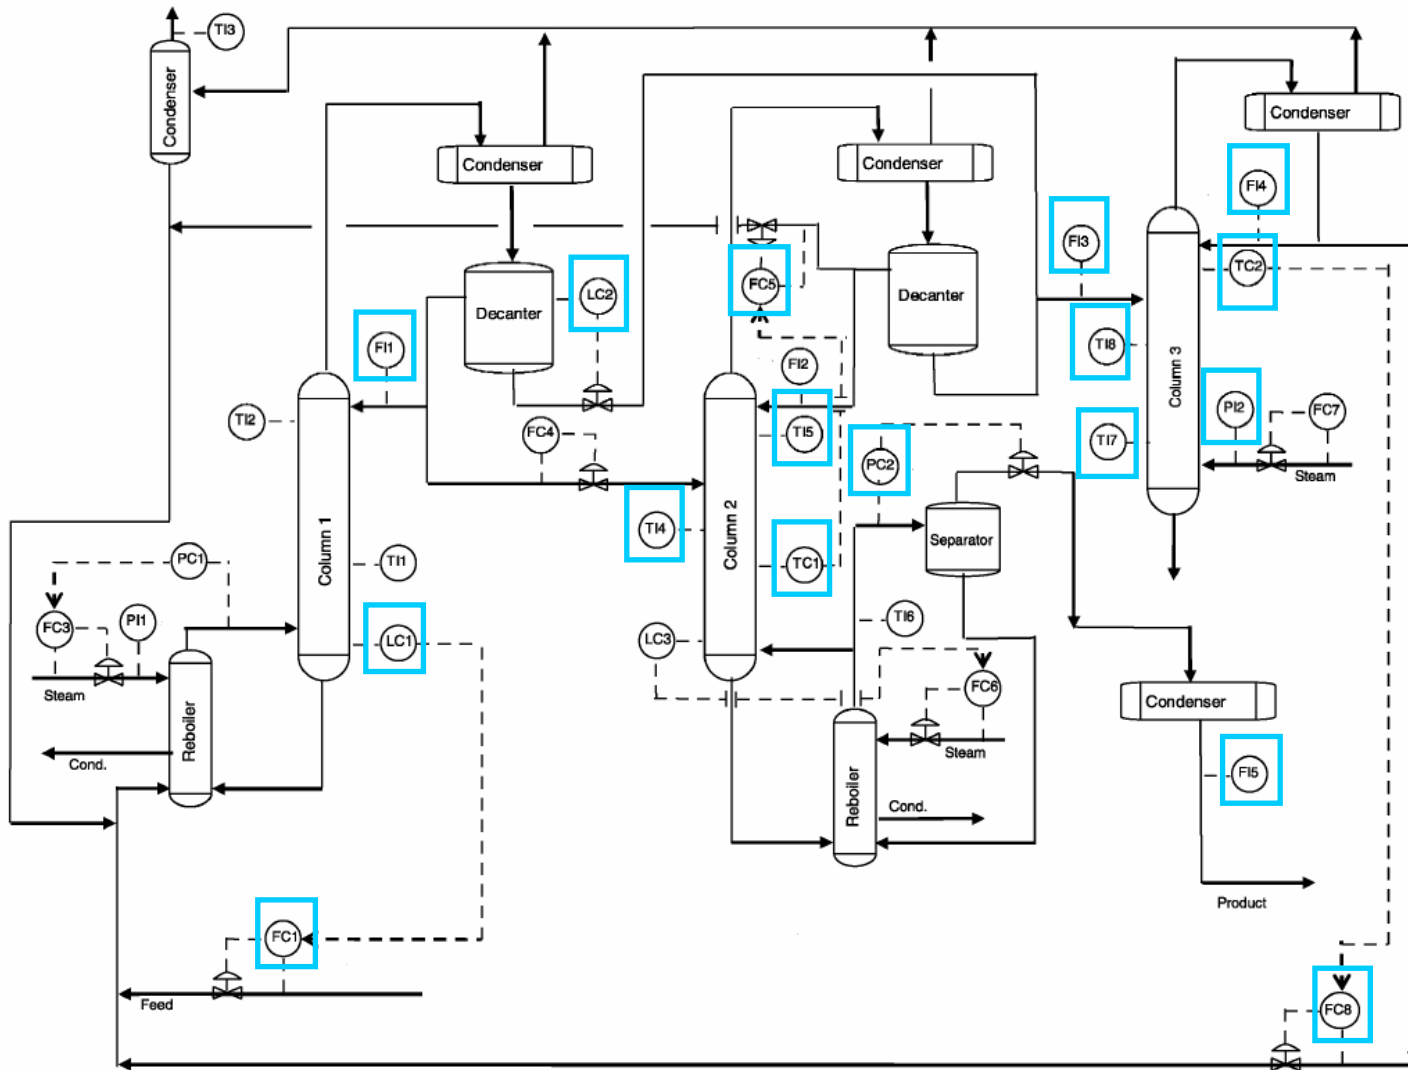 TI3
Condenser
Condenser
Condenser
Condenser
FI4
FI3
TC2
LC2
FC5
Decanter
Decanter
FI1
TI8
FI2
Column 3
TI2
FC4
TI5
PC2
TI7
PI2
FC7
Steam
Column 1
TI4
Column 2
Separator
PC1
TI1
TC1
FC3
PI1
LC1
LC3
TI6
Steam
FC6
Reboiler
Condenser
Cond.
Steam
FI5
Reboiler
Cond.
Product
FC1
Feed
FC8